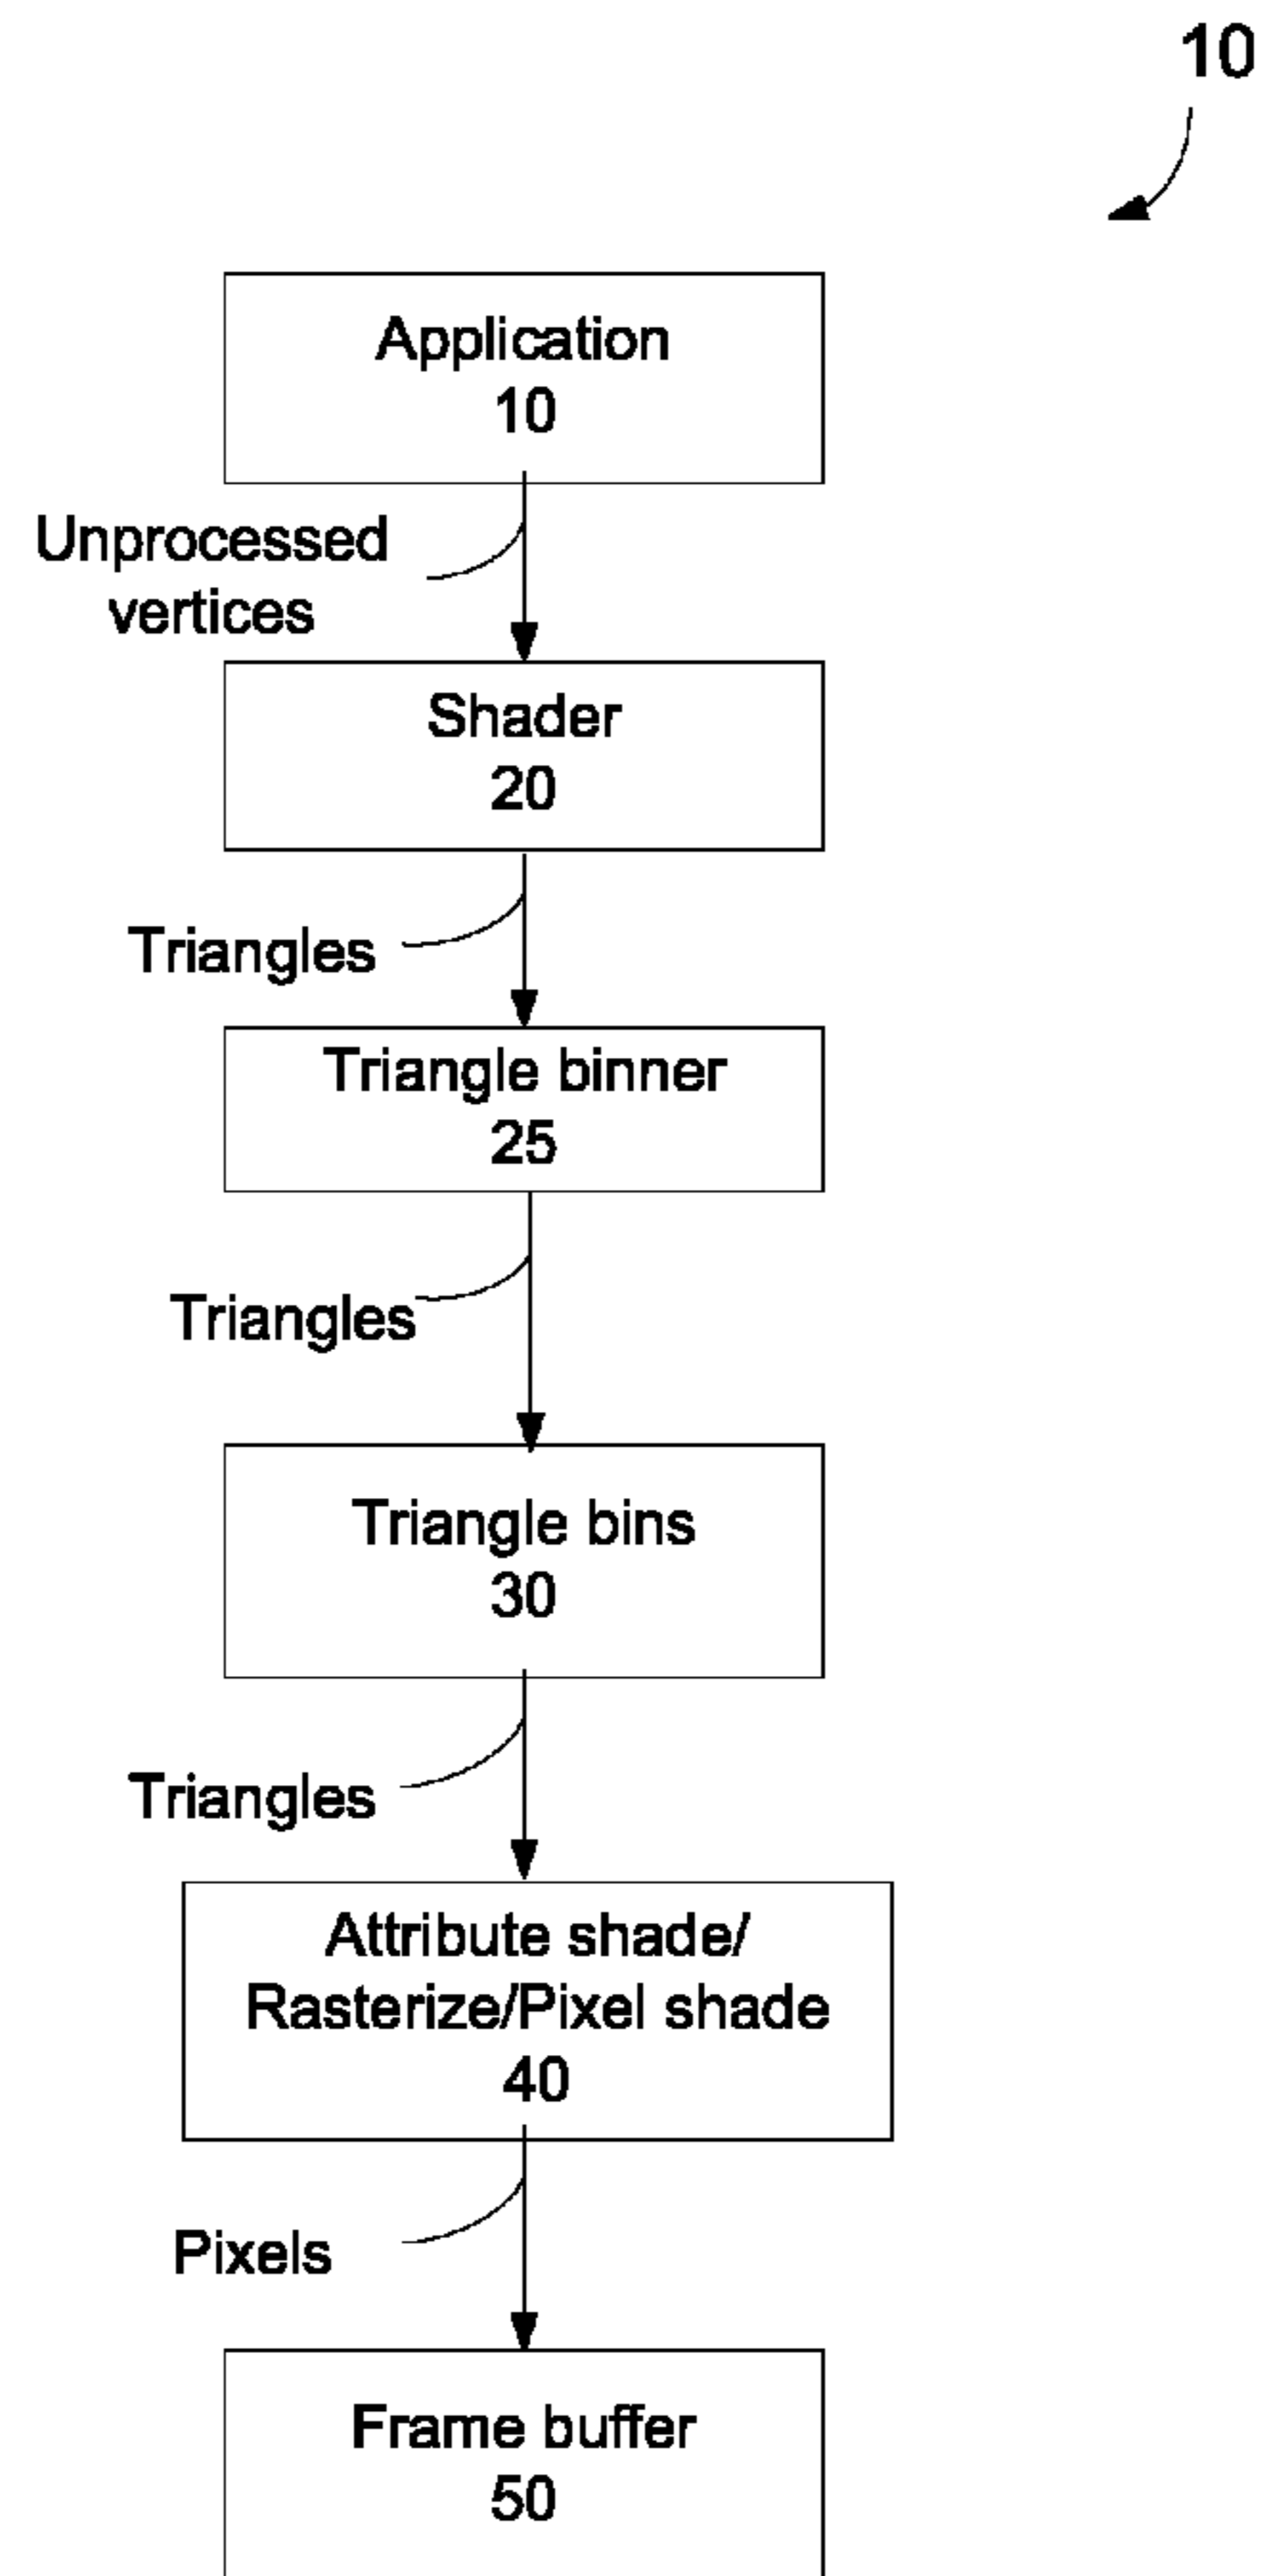 10
Application
10
Unprocessed
vertices
Shader
20
Triangles
Triangle binner
25
Triangles
Triangle bins
30
Triangles
Attribute shade/
Rasterize/Pixel shade
40
Pixels
Frame buffer
50